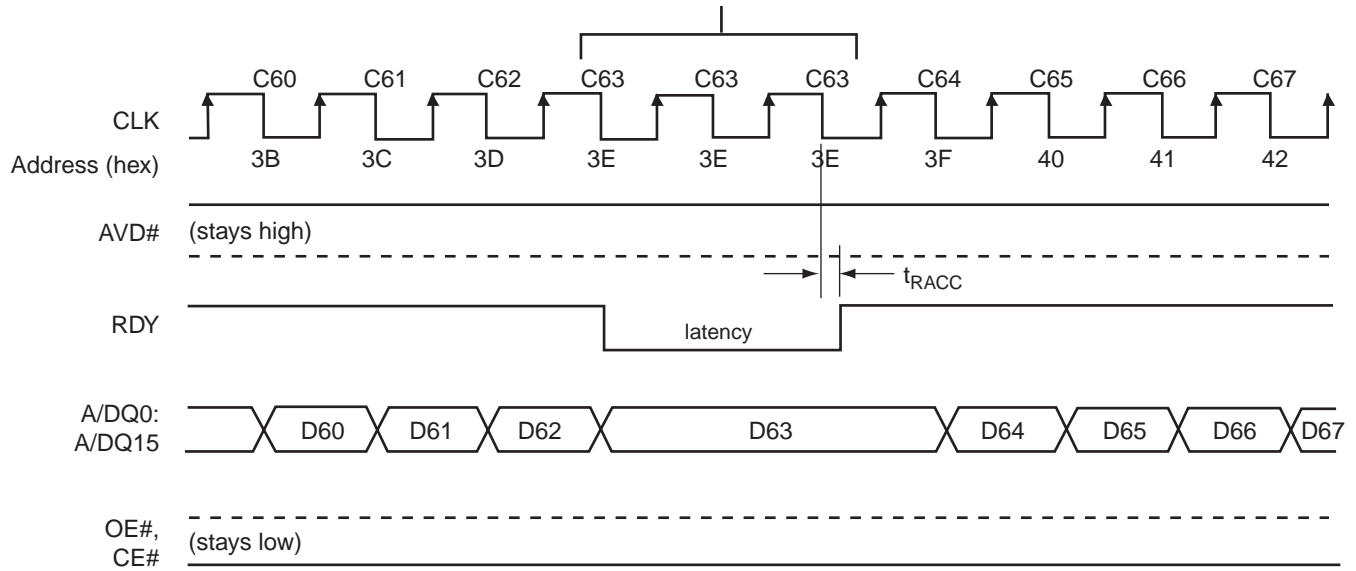 C60 C61 C62 C63 C63 C63 C64 C65 C66 C67
CLK
Address (hex) 3B 3C 3D 3E 3E 3E 3F 40 41 42
AVD# (stays high)
tRACC
RDY latency
A/DQ0:
A/DQ15
D60 D61 D62 D63 D64 D65 D66 D67
OE#,
CE#
(stays low)